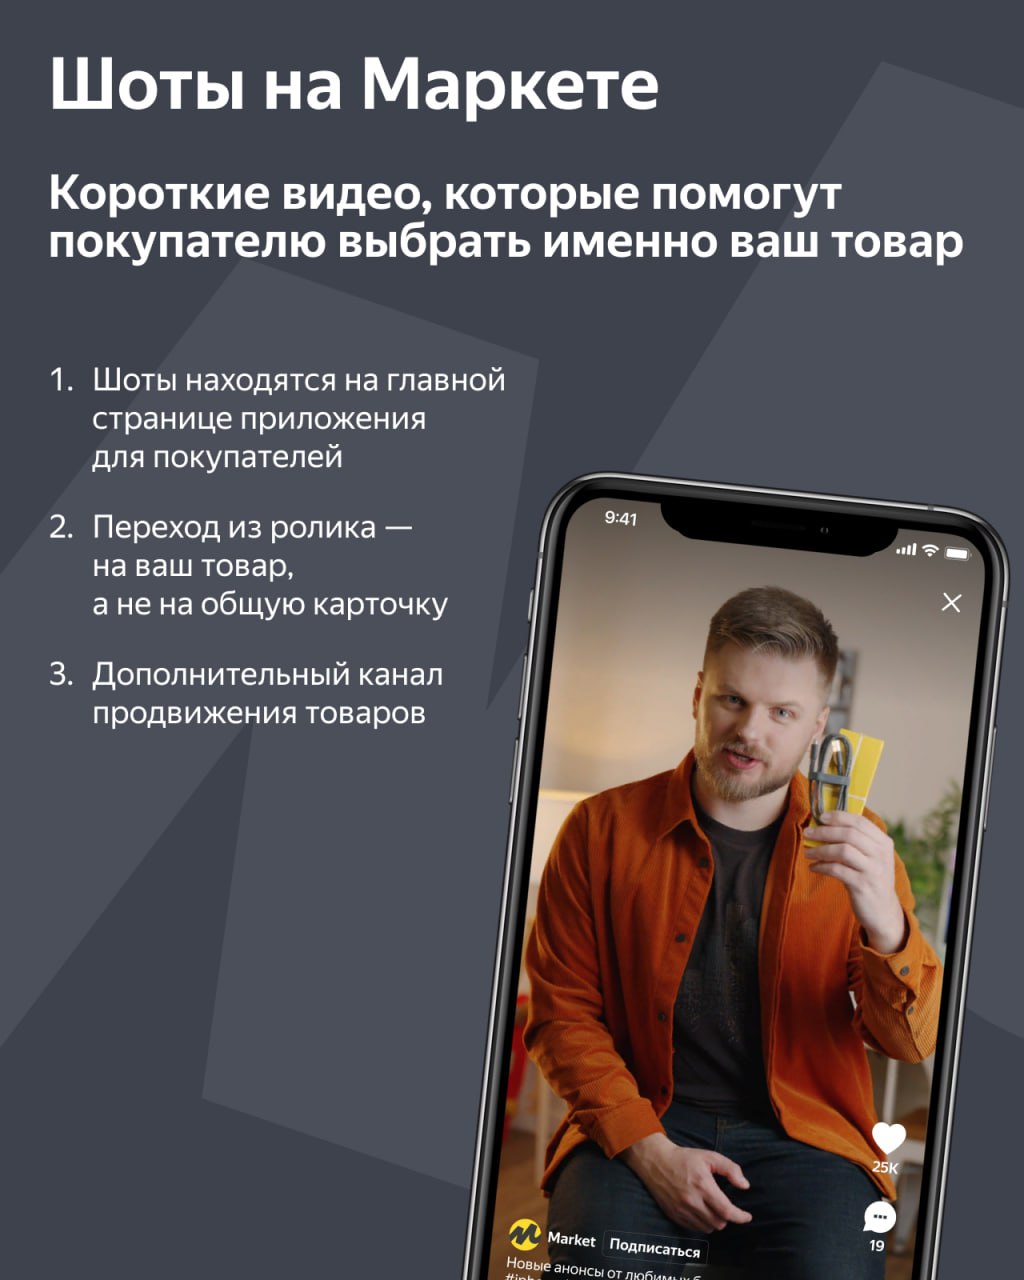 Шоты на Маркете
Короткие видео, которые помогут
покупателю выбрать именно ваш товар
1. Шоты находятся на главной
странице приложения
для покупателей
2. Переход из ролика —
на ваш товар,
а не на общую карточку
3. Дополнительный канал
продвижения товаров
9:41
25K
19
Market Подписаться
Новые анонсы от любимых